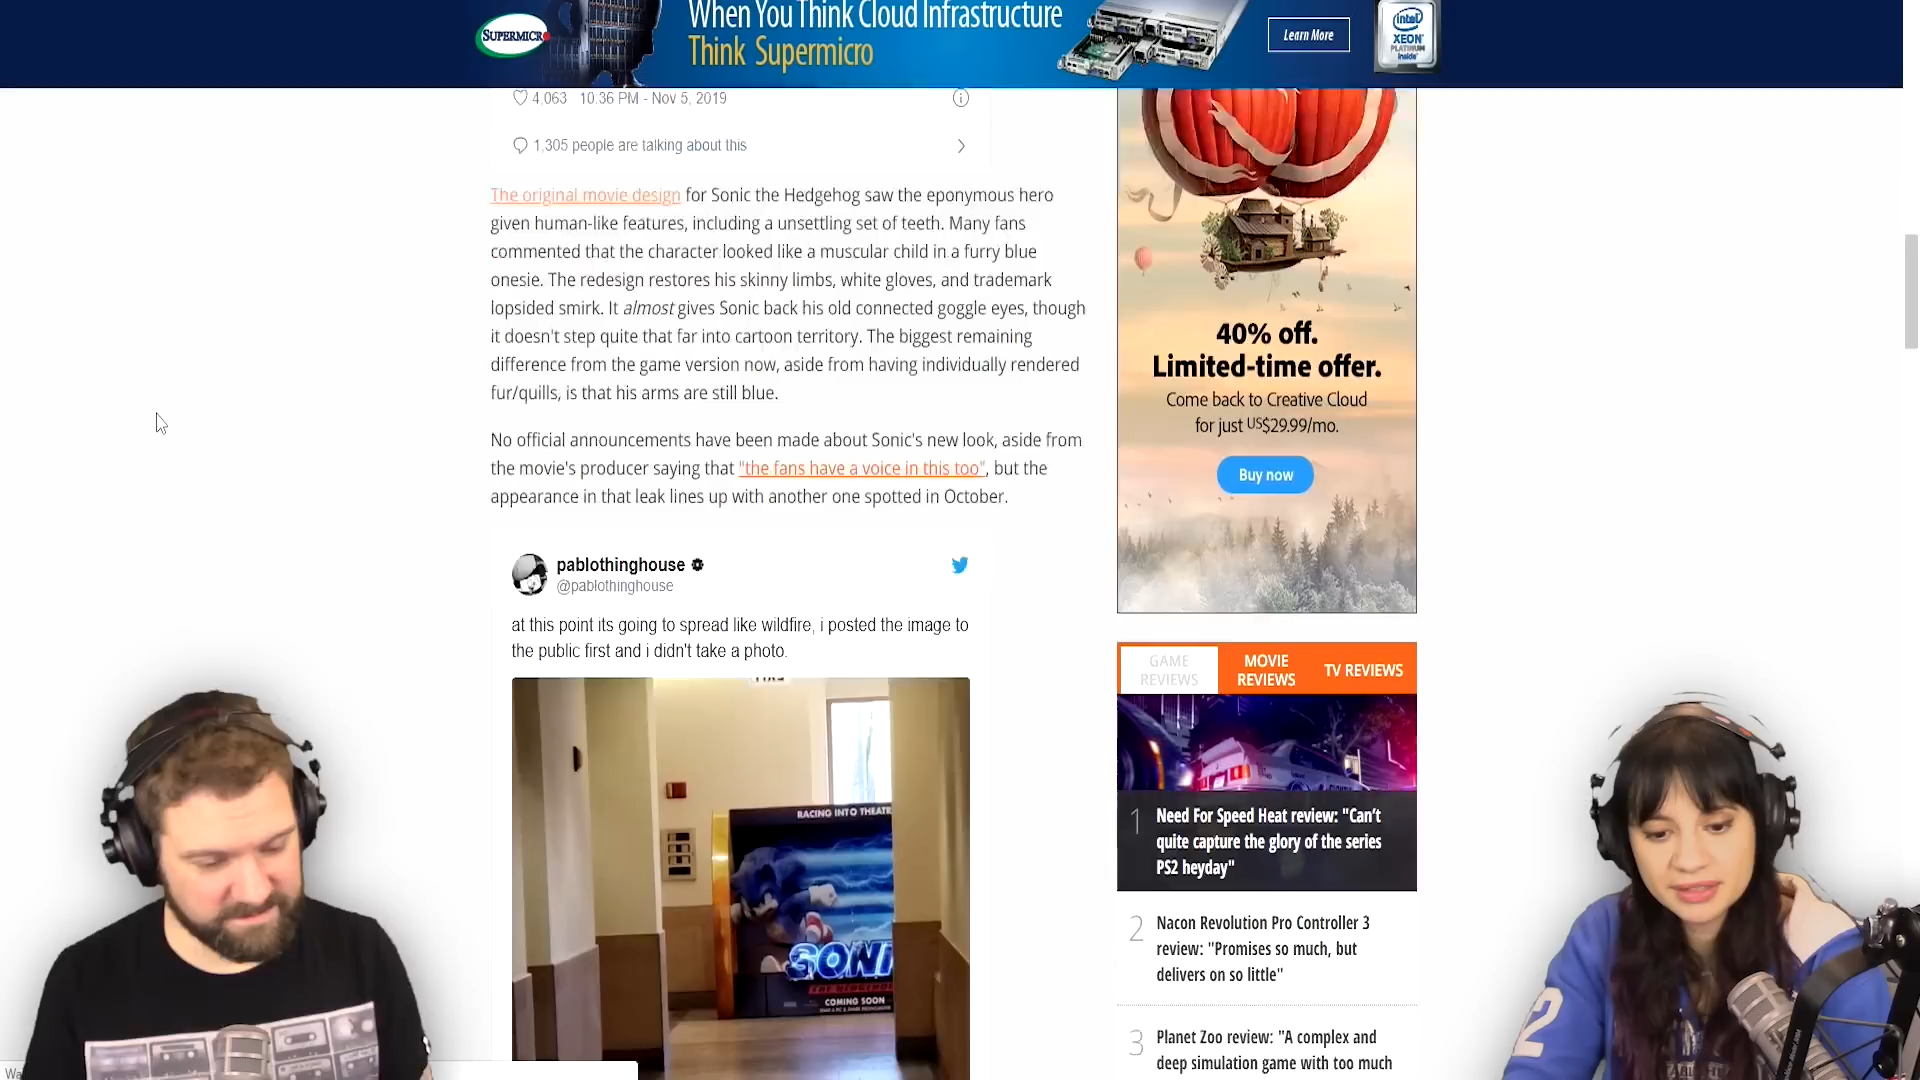 SUPERMICR
When You Think Cloud Infrastructure
Think Supermicro
Learn More
intel
XEON
PLATINUM
inside
4,063 10:36 PM - Nov 5, 2019
1,305 people are talking about this
The original movie design for Sonic the Hedgehog saw the eponymous hero
given human-like features, including a unsettling set of teeth. Many fans
commented that the character looked like a muscular child in a furry blue
onesie. The redesign restores his skinny limbs, white gloves, and trademark
lopsided smirk. It almost gives Sonic back his old connected goggle eyes, though
it doesn't step quite that far into cartoon territory. The biggest remaining
difference from the game version now, aside from having individually rendered
fur/quills, is that his arms are still blue.
No official announcements have been made about Sonic's new look, aside from
the movie's producer saying that "the fans have a voice in this too", but the
appearance in that leak lines up with another one spotted in October.
pablothinghouse
@pablothinghouse
at this point its going to spread like wildfire, i posted the image to
the public first and i didn't take a photo.
RACING INTO THEATE
SONI
COMING SOON
40% off.
Limited-time offer.
Come back to Creative Cloud
for just US$29.99/mo.
Buy now
GAME
REVIEWS
MOVIE
REVIEWS
TV REVIEWS
1 Need For Speed Heat review: "Can't
quite capture the glory of the series
PS2 heyday"
2 Nacon Revolution Pro Controller 3
review: "Promises so much, but
delivers on so little"
3 Planet Zoo review: "A complex and
deep simulation game with too much
Wai
2